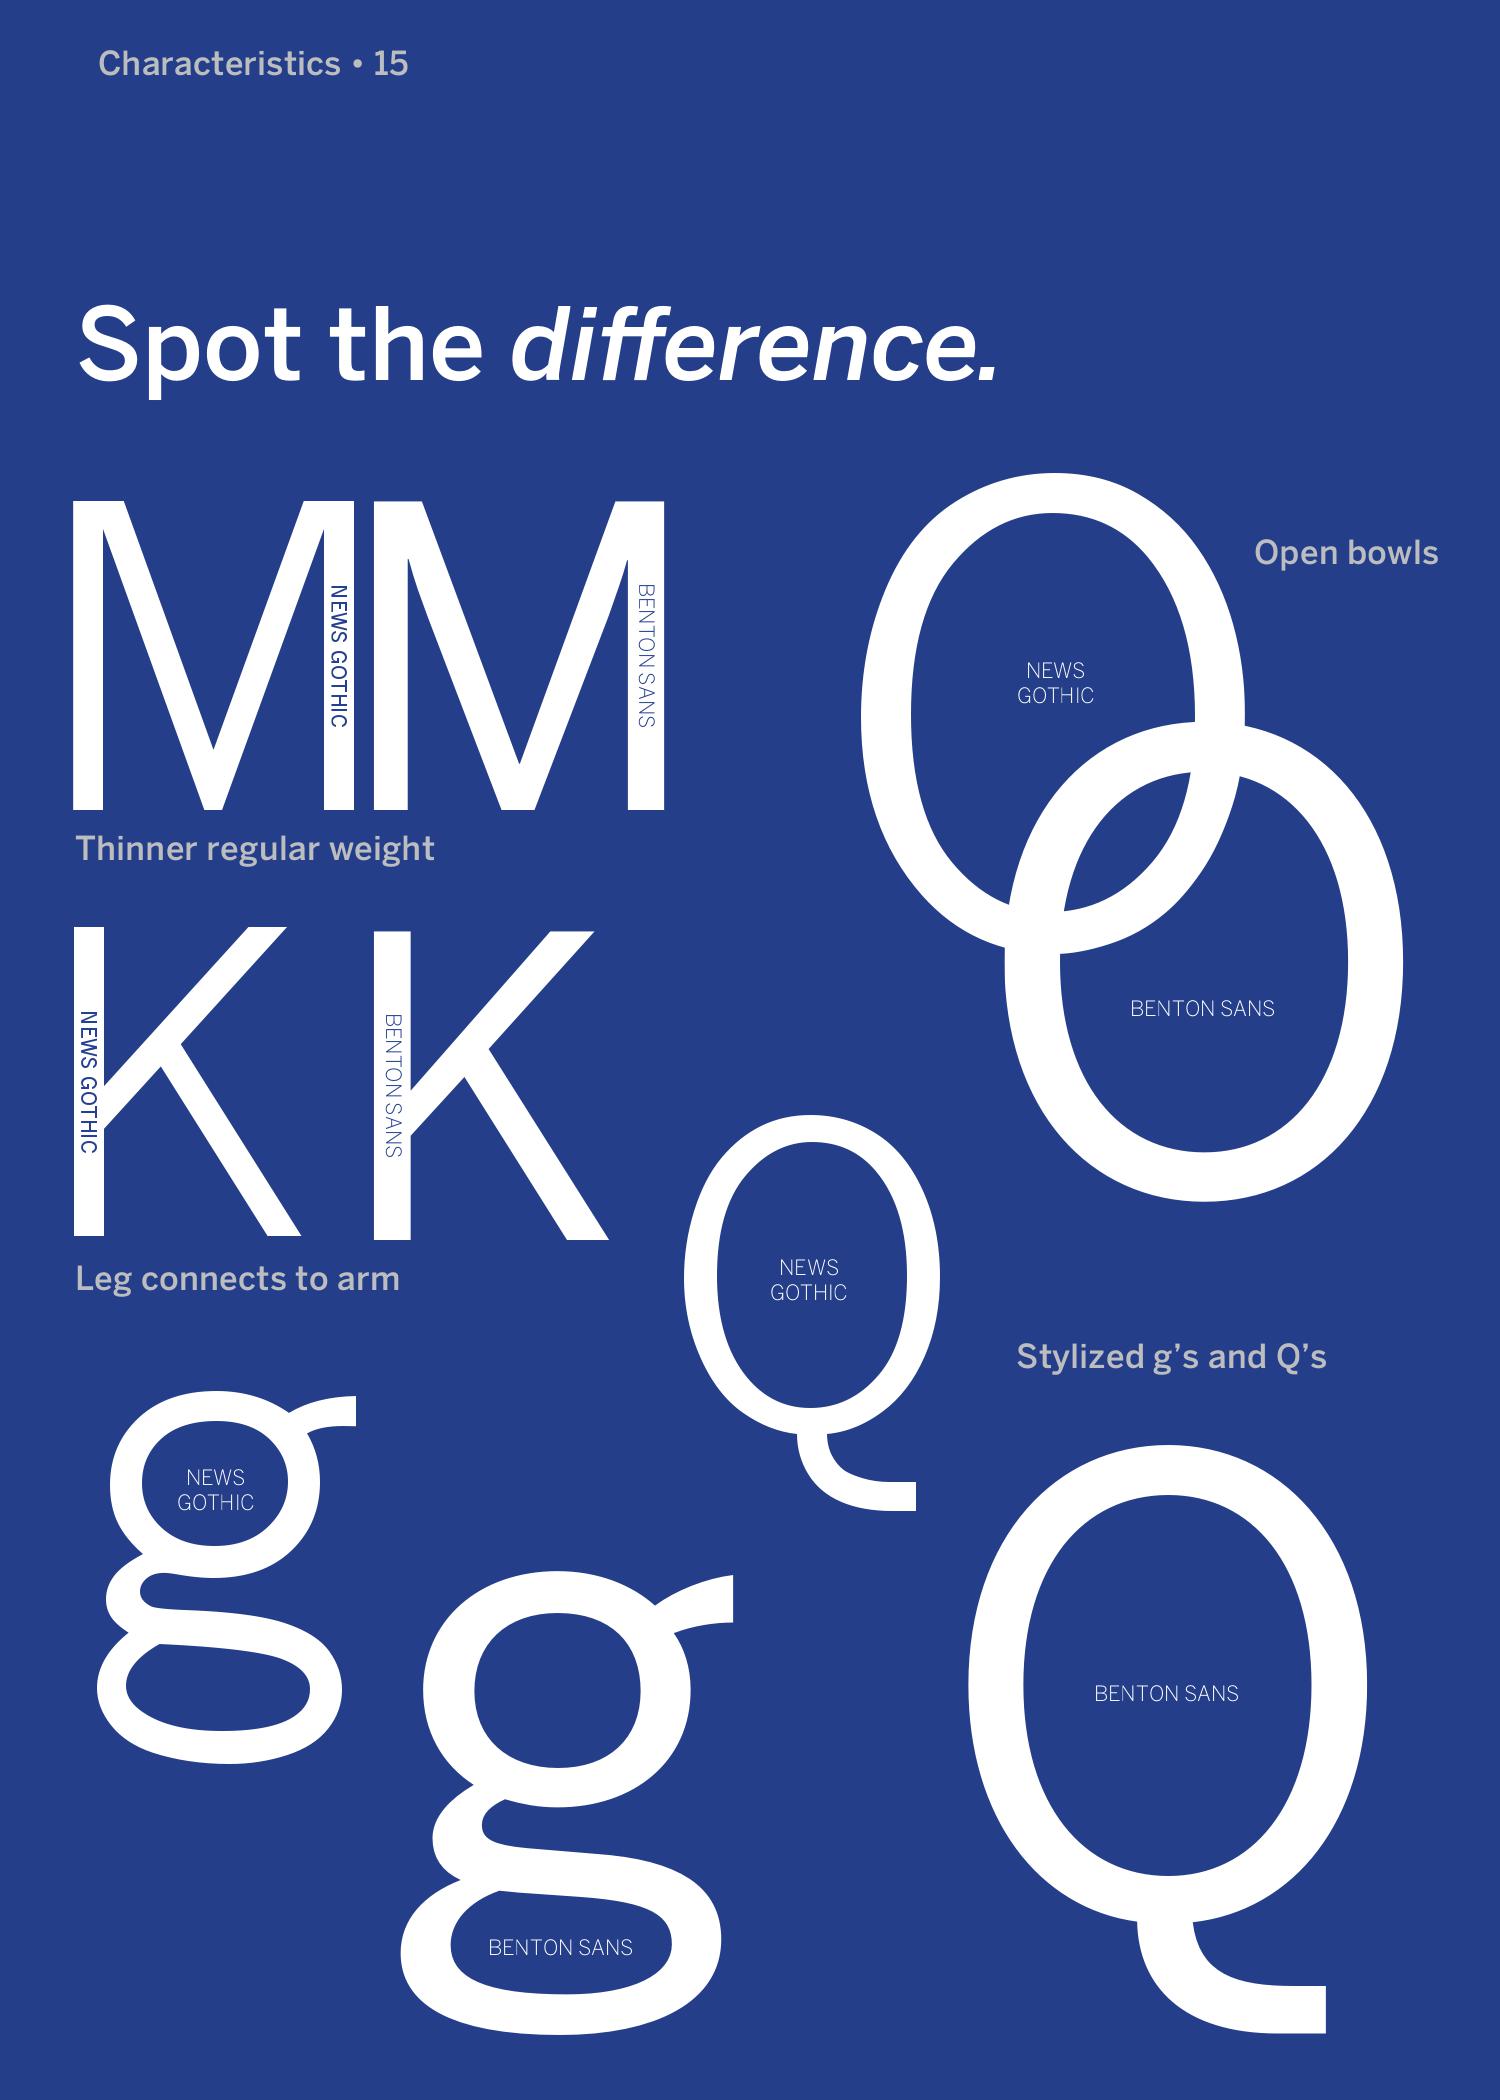 Characteristics • 15
Spot the difference.
M
NEWS GOTHIC
M
BENTON SANS
Thinner regular weight
O
NEWS
GOTHIC
O
BENTON SANS
Open bowls
K
NEWS GOTHIC
K
BENTON SANS
Leg connects to arm
Q
NEWS
GOTHIC
Stylized g’s and Q’s
g
NEWS
GOTHIC
g
BENTON SANS
Q
BENTON SANS